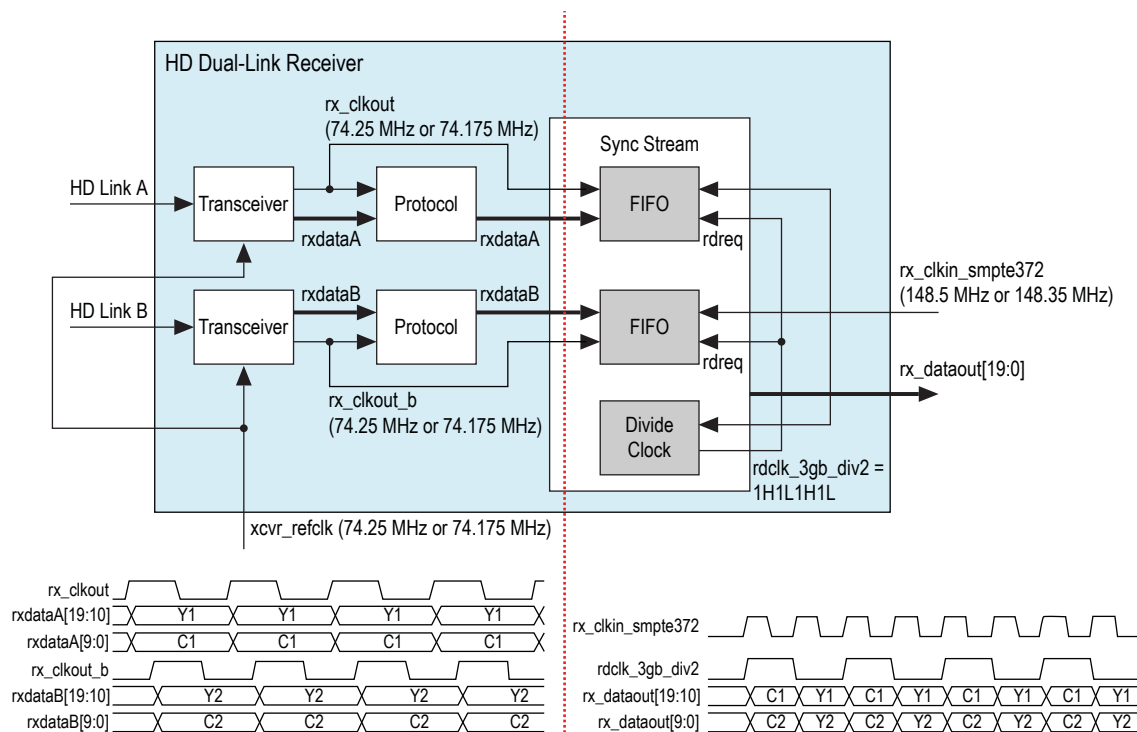 HD Dual-Link Receiver
rx_clkout
(74.25 MHz or 74.175 MHz)
Sync Stream
HD Link A
Transceiver
Protocol
FIFO
rxdataA
rxdataA
rdreq
rx_clkin_smpte372
(148.5 MHz or 148.35 MHz)
HD Link B
rxdataB
rxdataB
Transceiver
Protocol
FIFO
rdreq
rx_dataout[19:0]
rx_clkout_b
(74.25 MHz or 74.175 MHz)
Divide
Clock
rdclk_3gb_div2 =
1H1L1H1L
xcvr_refclk (74.25 MHz or 74.175 MHz)
rx_clkout
rxdataA[19:10] Y1 Y1 Y1 Y1
rxdataA[9:0] C1 C1 C1 C1
rx_clkout_b
rxdataB[19:10] Y2 Y2 Y2 Y2
rxdataB[9:0] C2 C2 C2 C2
rx_clkin_smpte372
rdclk_3gb_div2
rx_dataout[19:10] C1 Y1 C1 Y1 C1 Y1 C1 Y1
rx_dataout[9:0] C2 Y2 C2 Y2 C2 Y2 C2 Y2